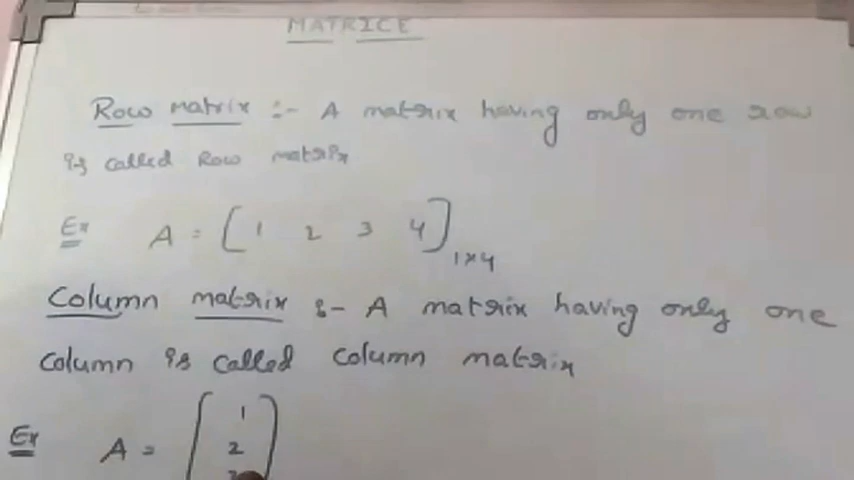 MATRICE
Row matrix :- A matrix having only one row
is called Row matrix
Ex A = [ 1 2 3 4 ] 1×4
Column matrix :- A matrix having only one
column is called column matrix
Ex A = [ 1
2